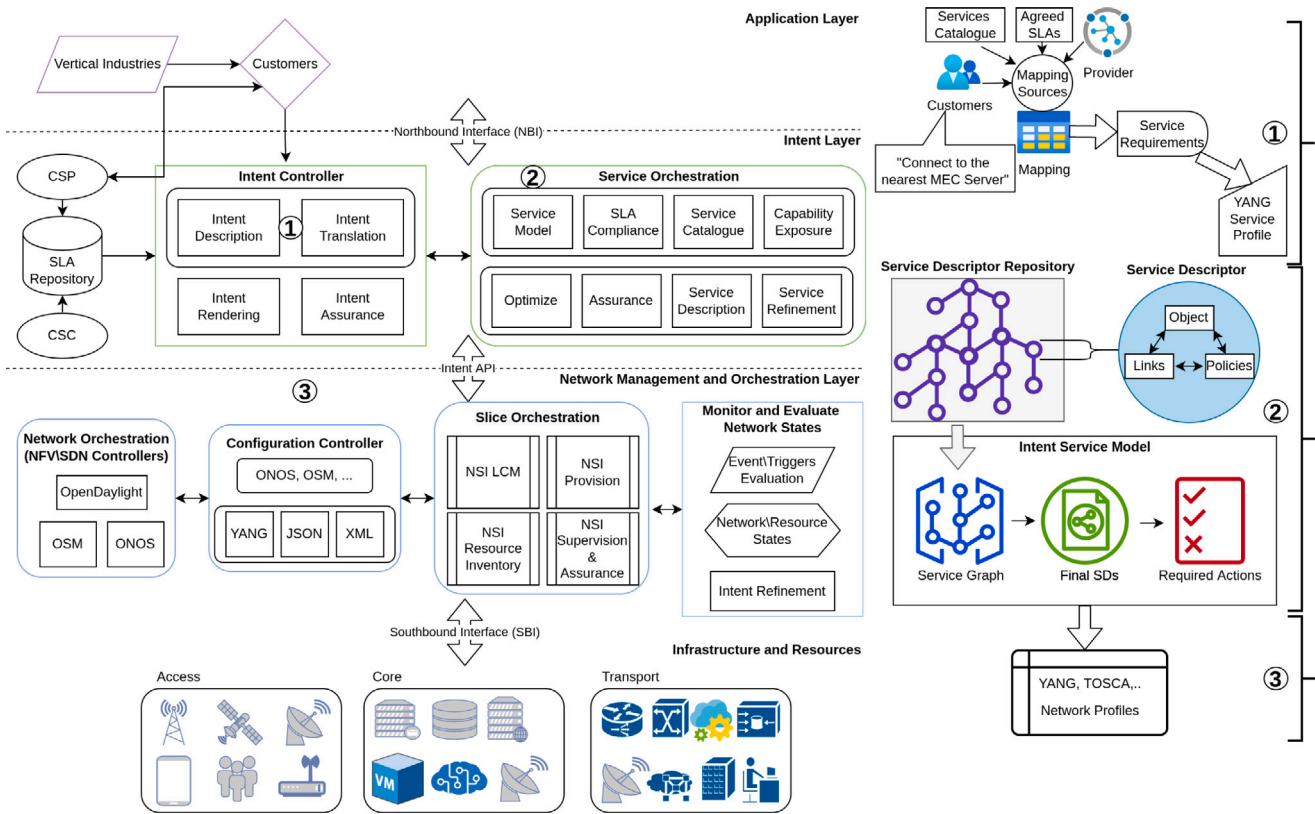 Application Layer
Vertical Industries
Customers
Northbound Interface (NBI)
Intent Layer
CSP
SLA
Repository
CSC
Intent Controller
Intent
Description
1
Intent
Translation
Intent
Rendering
Intent
Assurance
2
Service Orchestration
Service
Model
SLA
Compliance
Service
Catalogue
Capability
Exposure
Optimize
Assurance
Service
Description
Service
Refinement
Intent API
3
Network Management and Orchestration Layer
Network Orchestration
(NFV\SDN Controllers)
OpenDaylight
OSM
ONOS
Configuration Controller
ONOS, OSM, ...
YANG
JSON
XML
Slice Orchestration
NSI LCM
NSI
Provision
NSI
Resource
Inventory
NSI
Supervision
&
Assurance
Monitor and Evaluate
Network States
Event\Triggers
Evaluation
Network\Resource
States
Intent Refinement
Southbound Interface (SBI)
Infrastructure and Resources
Access
Core
VM
Transport
Services
Catalogue
Agreed
SLAs
Provider
Mapping
Sources
Customers
"Connect to the
nearest MEC Server"
Mapping
Service
Requirements
YANG
Service
Profile
1
Service Descriptor Repository
Service Descriptor
Object
Links
Policies
2
Intent Service Model
Service Graph
Final SDs
Required Actions
YANG, TOSCA,..
Network Profiles
3